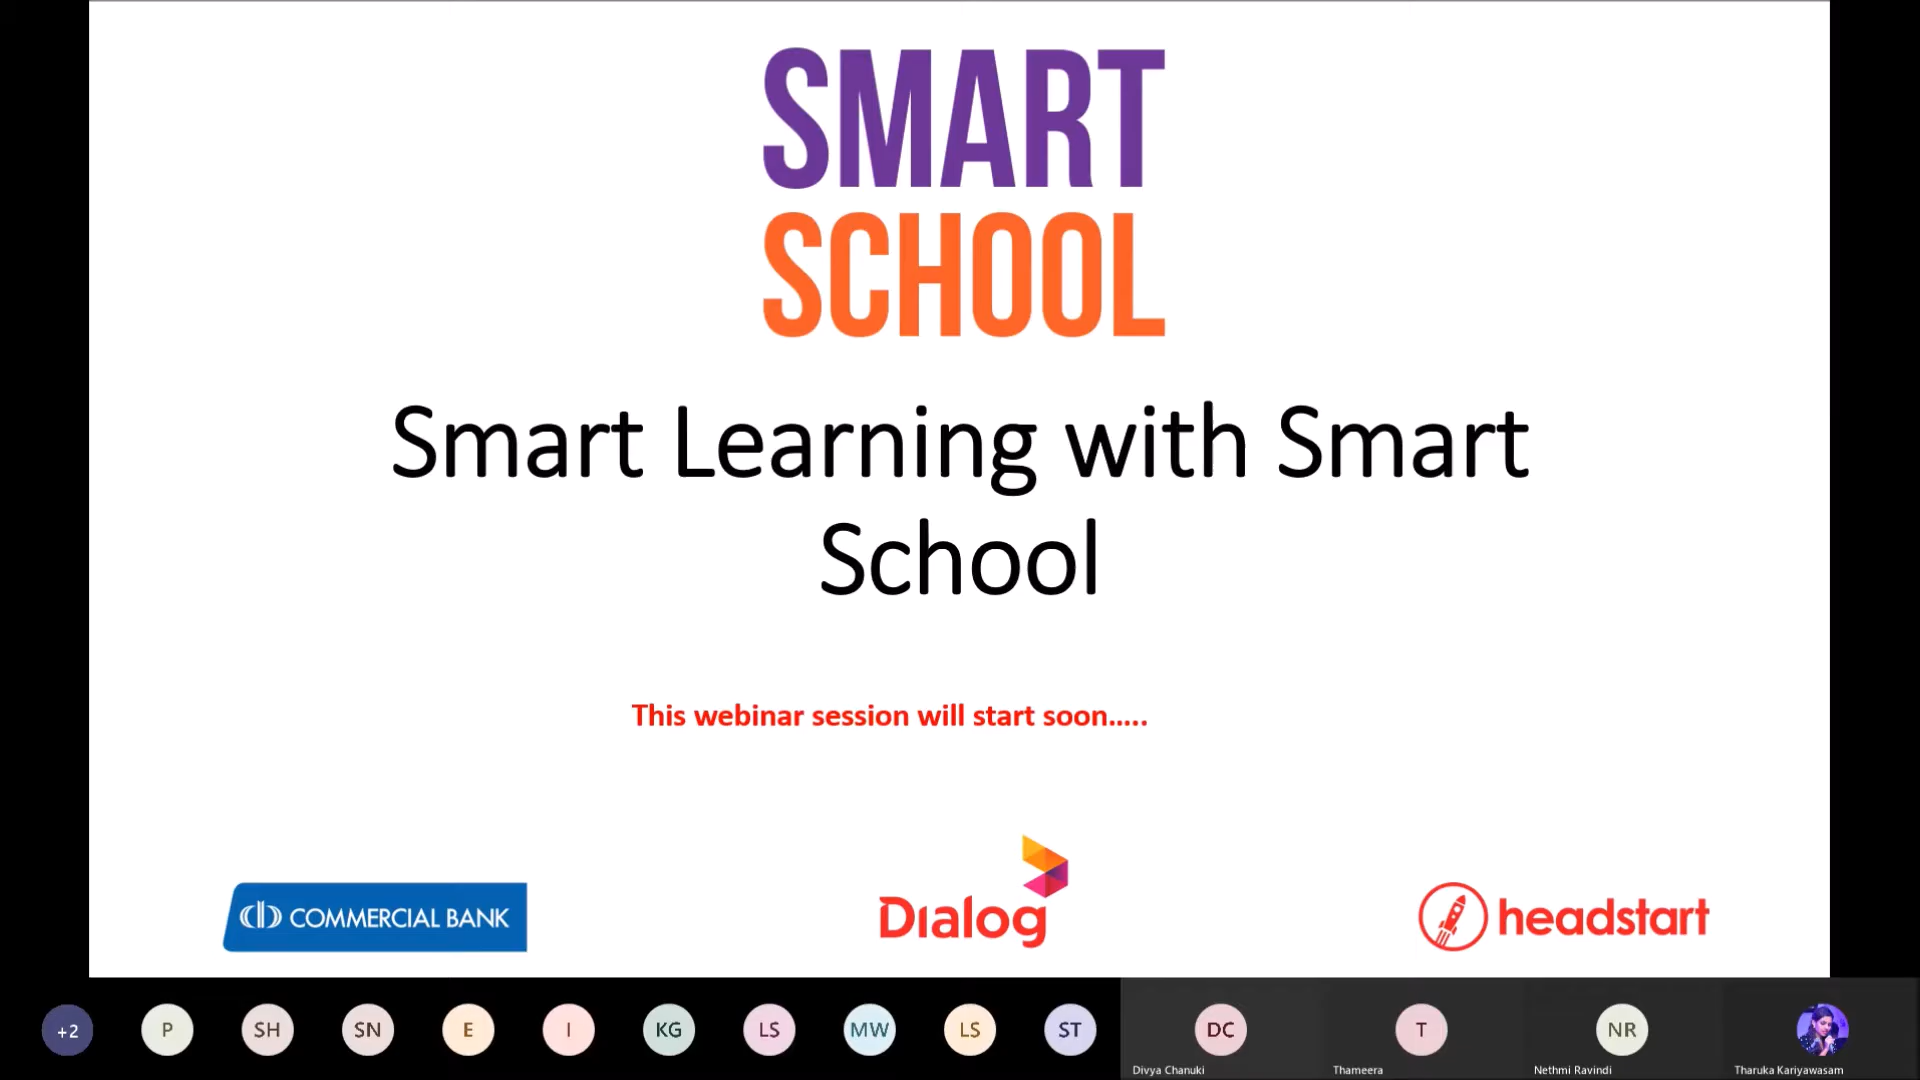 SMART
SCHOOL
Smart Learning with Smart
School
This webinar session will start soon.....
COMMERCIAL BANK
Dialog
headstart
+2
P
SH
SN
E
I
KG
LS
MW
LS
ST
DC
T
NR
Divya Chanuki
Thameera
Nethmi Ravindi
Tharuka Kariyawasam